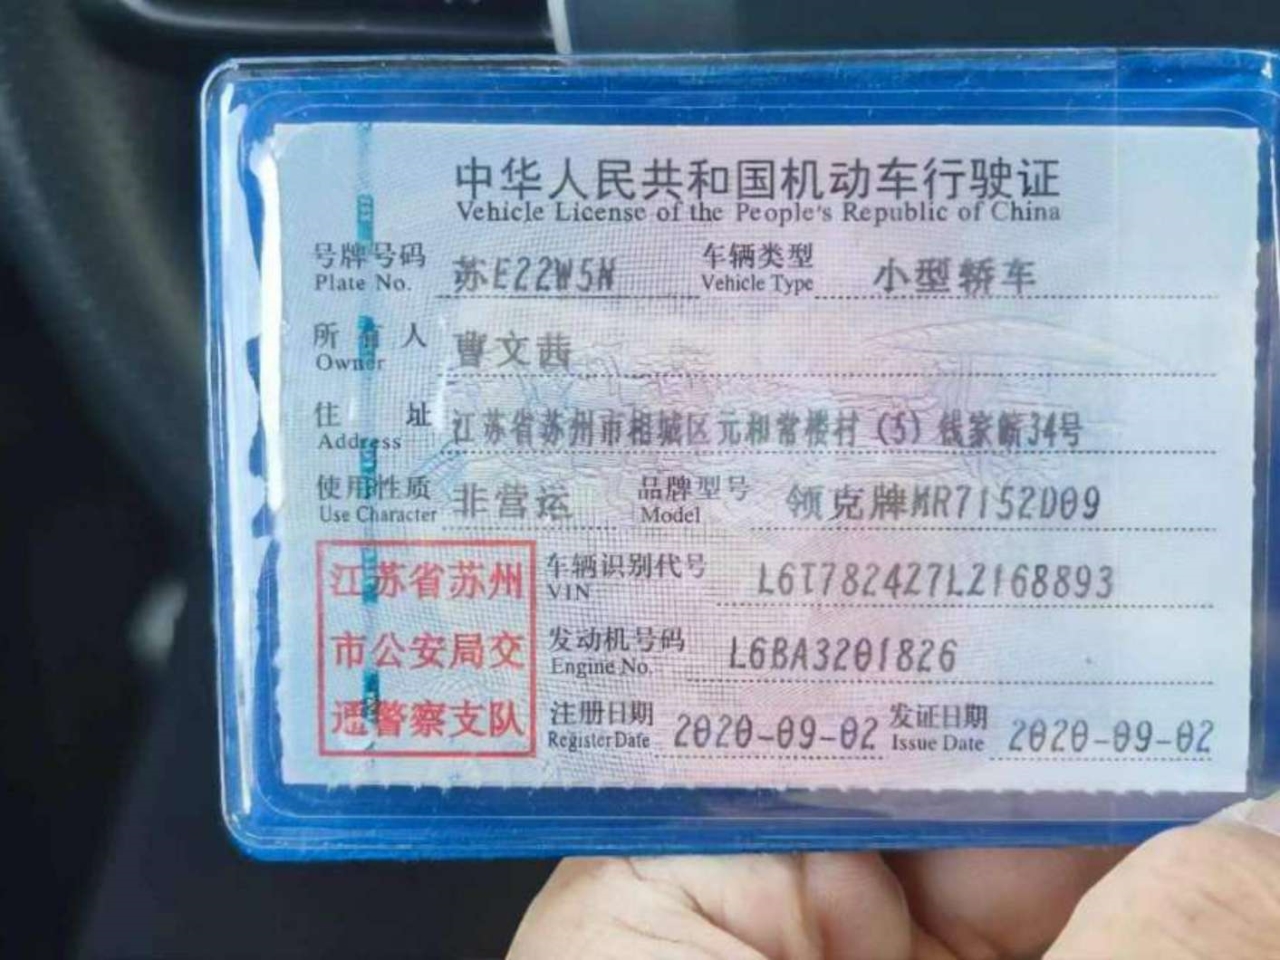 中华人民共和国机动车行驶证
Vehicle License of the People's Republic of China
号牌号码 苏E22W5N 车辆类型 小型轿车
Plate No. Vehicle Type
所有人 曹文茜
Owner
住址 江苏省苏州市相城区元和常楼村(5)钱家 34号
Address
使用性质 非营运 品牌型号 领克牌MR7152D09
Use Character Model
江苏省苏州
市公安局交
通警察支队
车辆识别代号 L6T7824Z7LZ168893
VIN
发动机号码 L6BA3201826
Engine No.
注册日期 2020-09-02 发证日期 2020-09-02
Register Date Issue Date